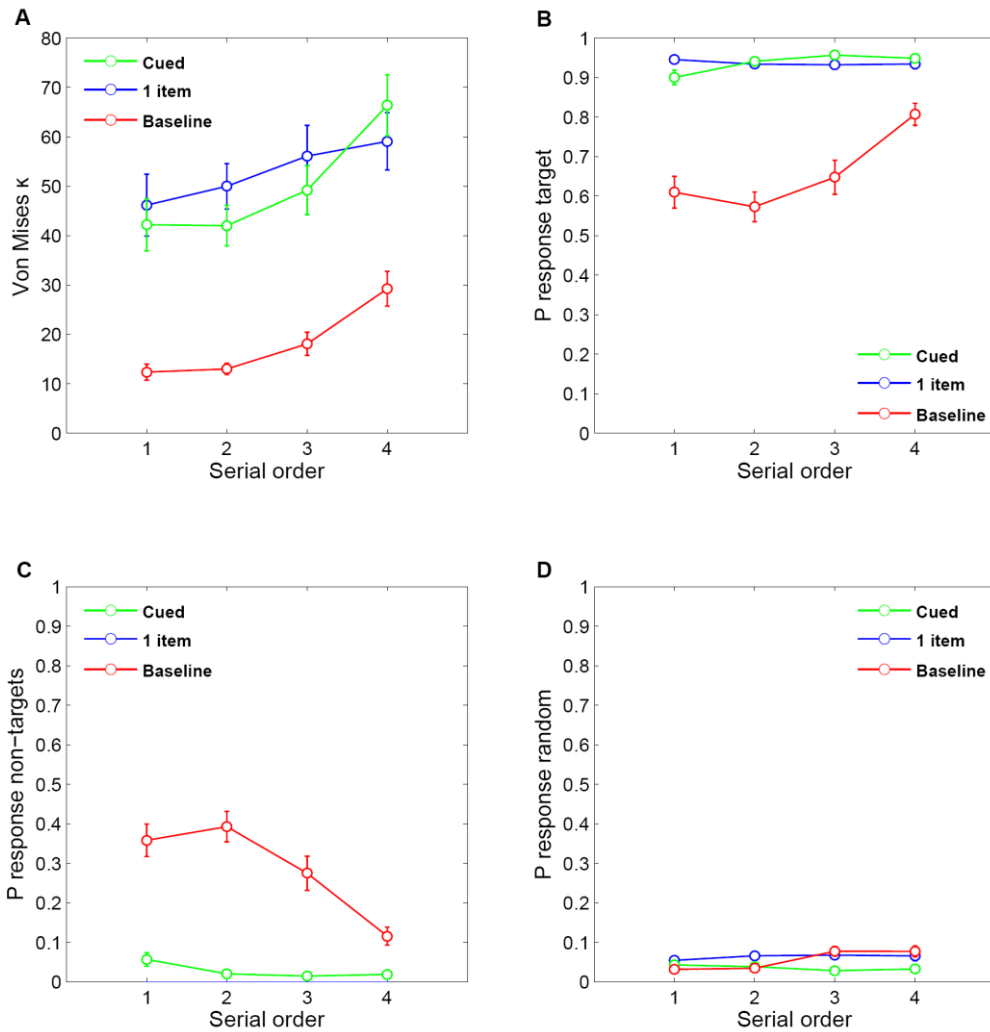 A
Von Mises κ
80
70
60
50
40
30
20
10
0
Cued
1 item
Baseline
1 2 3 4
Serial order
B
P response target
1
0.9
0.8
0.7
0.6
0.5
0.4
0.3
0.2
0.1
0
Cued
1 item
Baseline
1 2 3 4
Serial order
C
P response non-targets
1
0.9
0.8
0.7
0.6
0.5
0.4
0.3
0.2
0.1
0
Cued
1 item
Baseline
1 2 3 4
Serial order
D
P response random
1
0.9
0.8
0.7
0.6
0.5
0.4
0.3
0.2
0.1
0
Cued
1 item
Baseline
1 2 3 4
Serial order